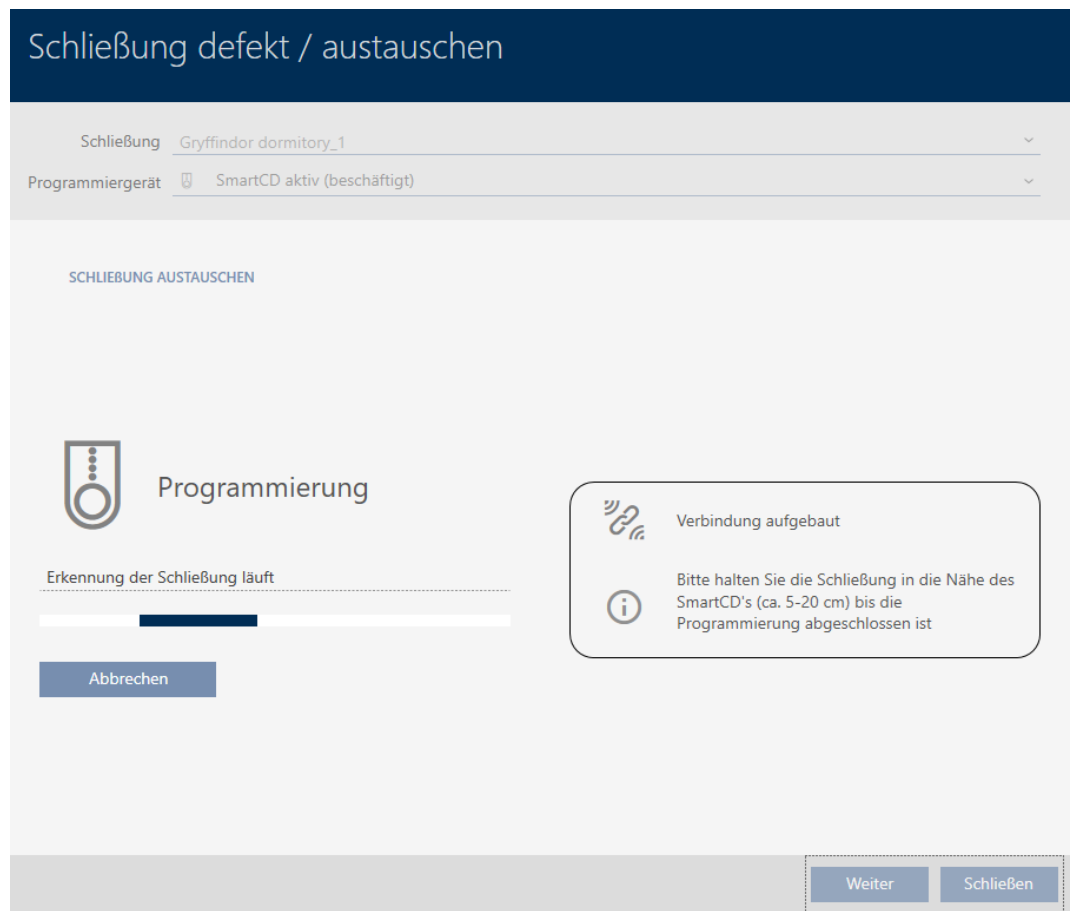 Schließung defekt / austauschen
Schließung Gryffindor dormitory_1
Programmiergerät SmartCD aktiv (beschäftigt)
SCHLIEßUNG AUSTAUSCHEN
Programmierung
Erkennung der Schließung läuft
Abbrechen
Verbindung aufgebaut
Bitte halten Sie die Schließung in die Nähe des
SmartCD's (ca. 5-20 cm) bis die
Programmierung abgeschlossen ist
Weiter Schließen